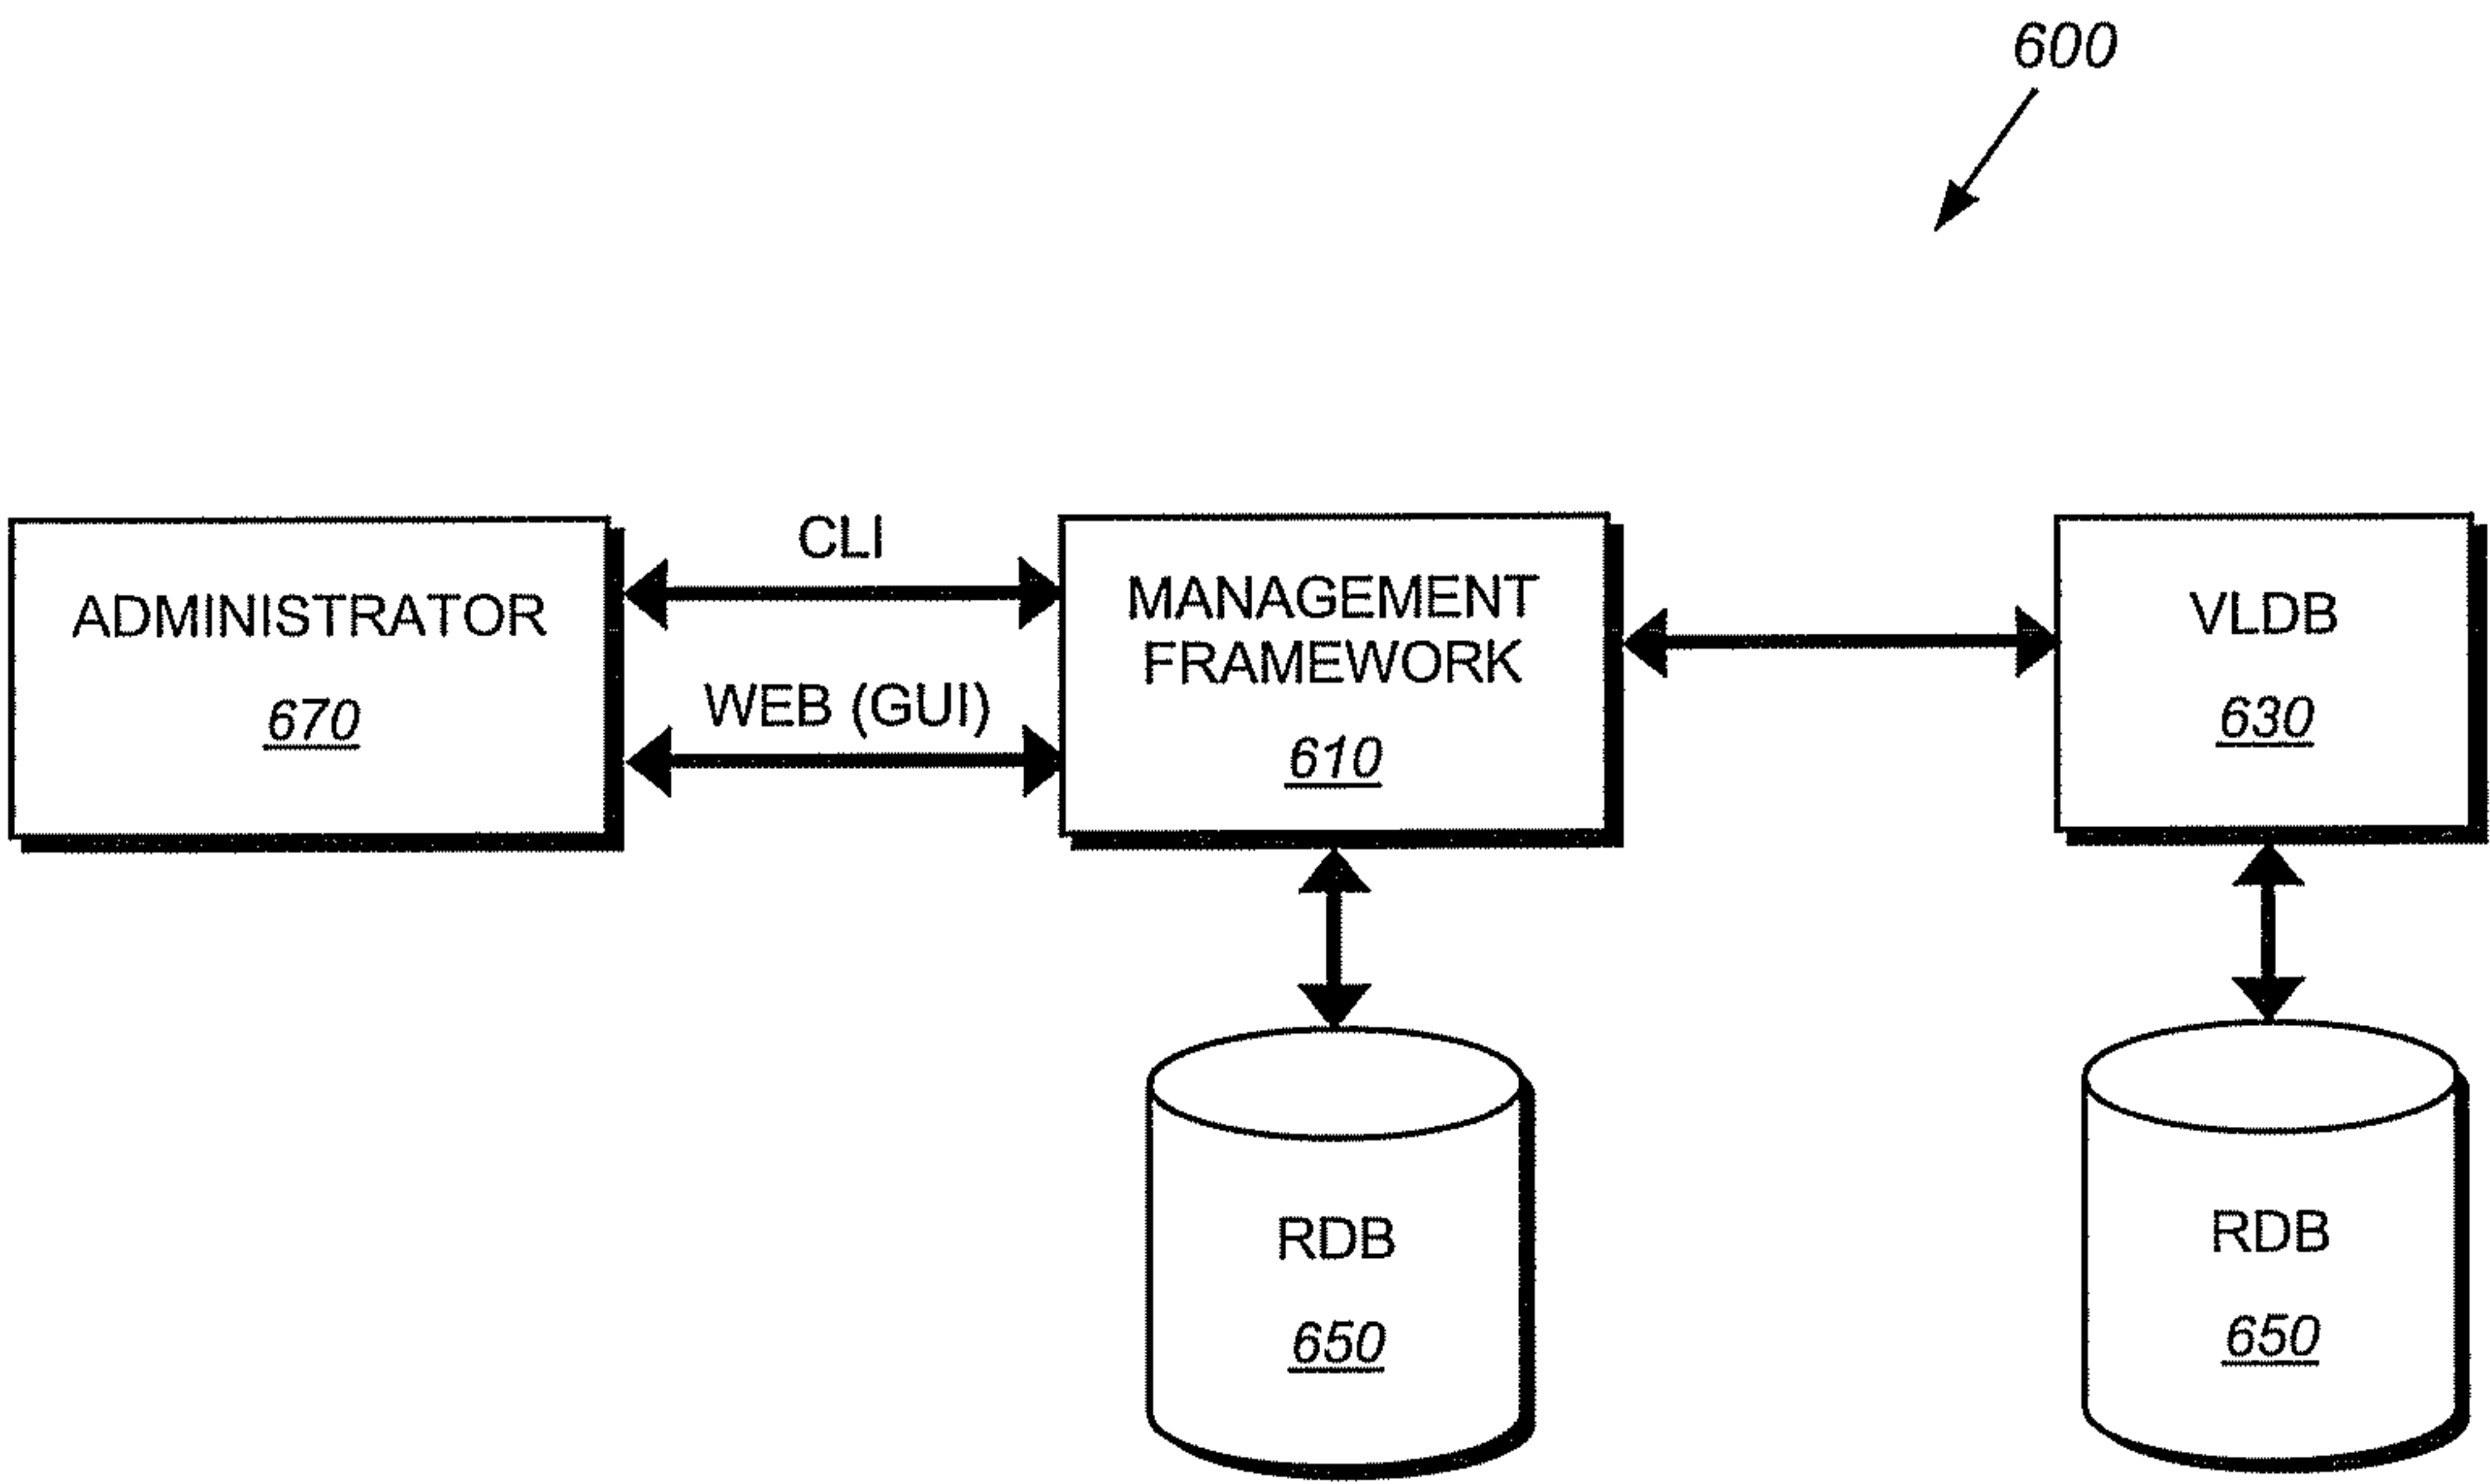 600
ADMINISTRATOR
670
CLI
WEB (GUI)
MANAGEMENT
FRAMEWORK
610
VLDB
630
RDB
650
RDB
650